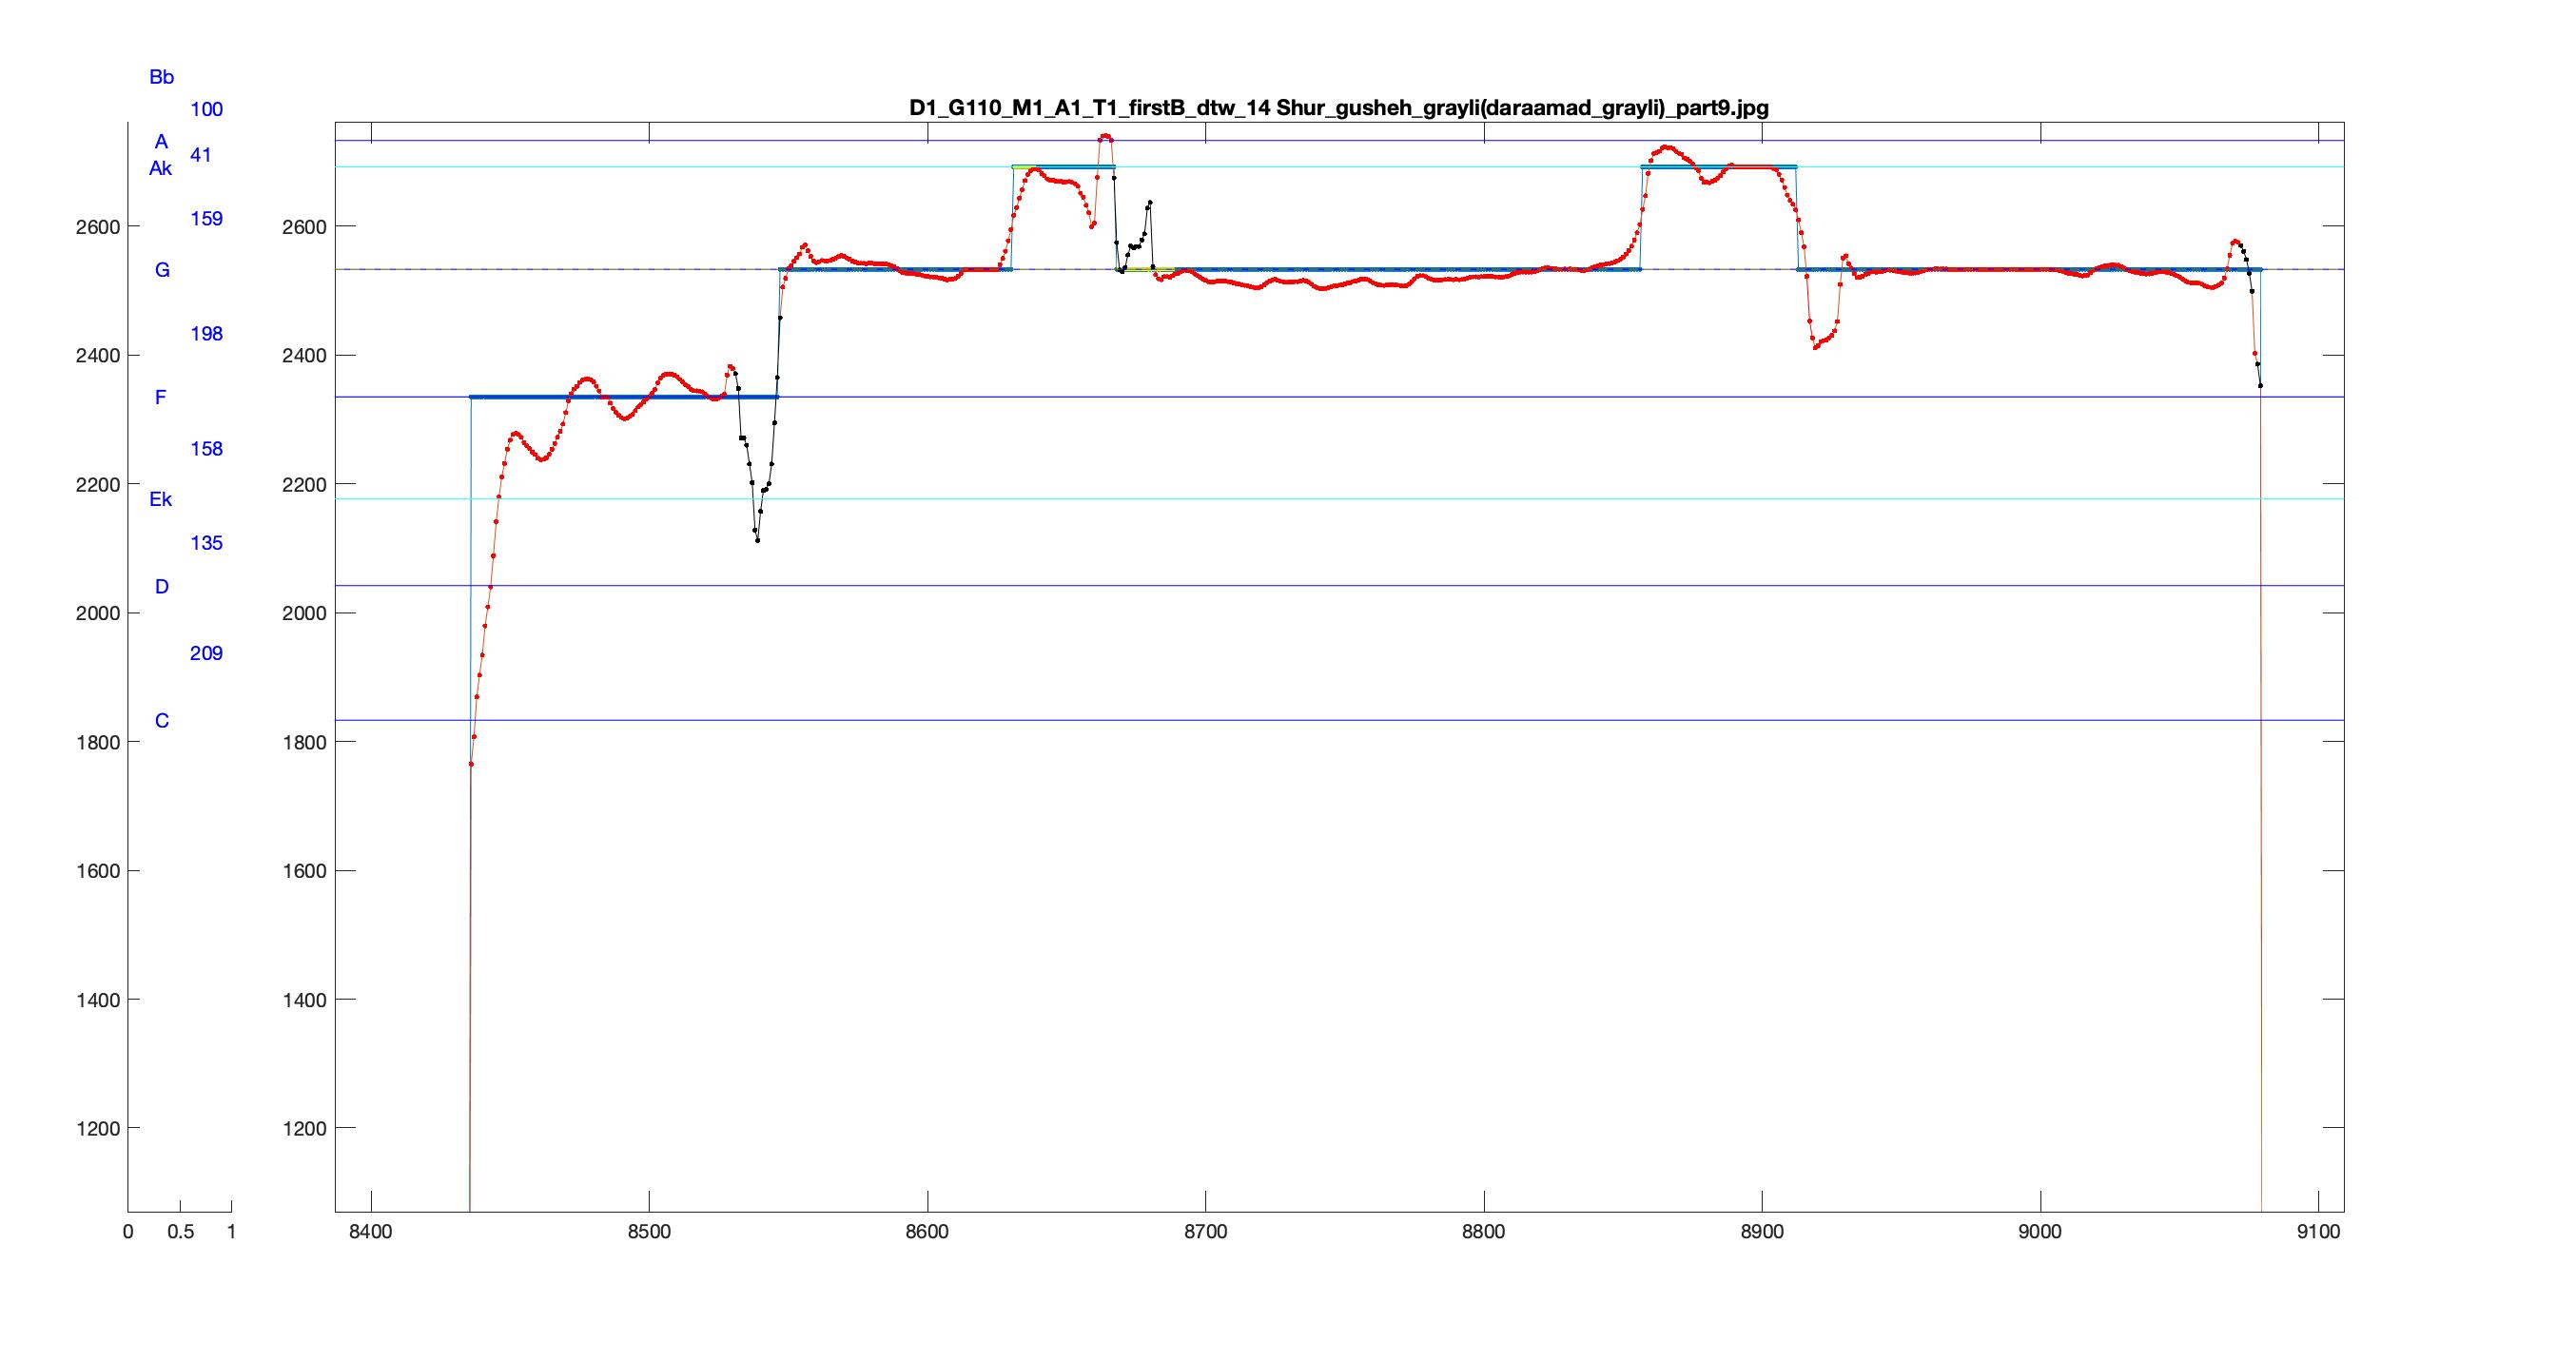 Bb
100
D1_G110_M1_A1_T1_firstB_dtw_14 Shur_gusheh_grayli(daraamad_grayli)_part9.jpg
A
41
Ak
159
2600
2600
G
198
2400
2400
F
158
2200
2200
Ek
135
D
2000
2000
209
C
1800
1800
1600
1600
1400
1400
1200
1200
0 0.5 1
8400 8500 8600 8700 8800 8900 9000 9100